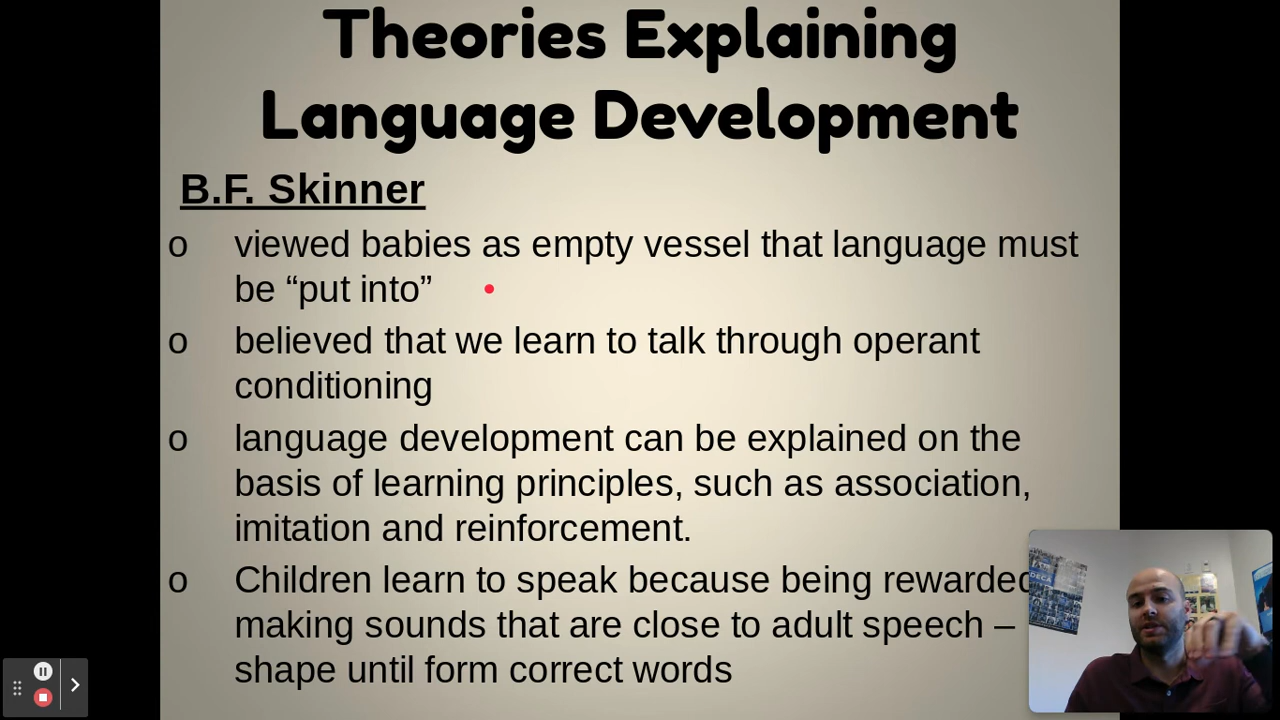 Theories Explaining
Language Development
B.F. Skinner
o viewed babies as empty vessel that language must
be “put into”
o believed that we learn to talk through operant
conditioning
o language development can be explained on the
basis of learning principles, such as association,
imitation and reinforcement.
o Children learn to speak because being rewarded
making sounds that are close to adult speech –
shape until form correct words
DECA